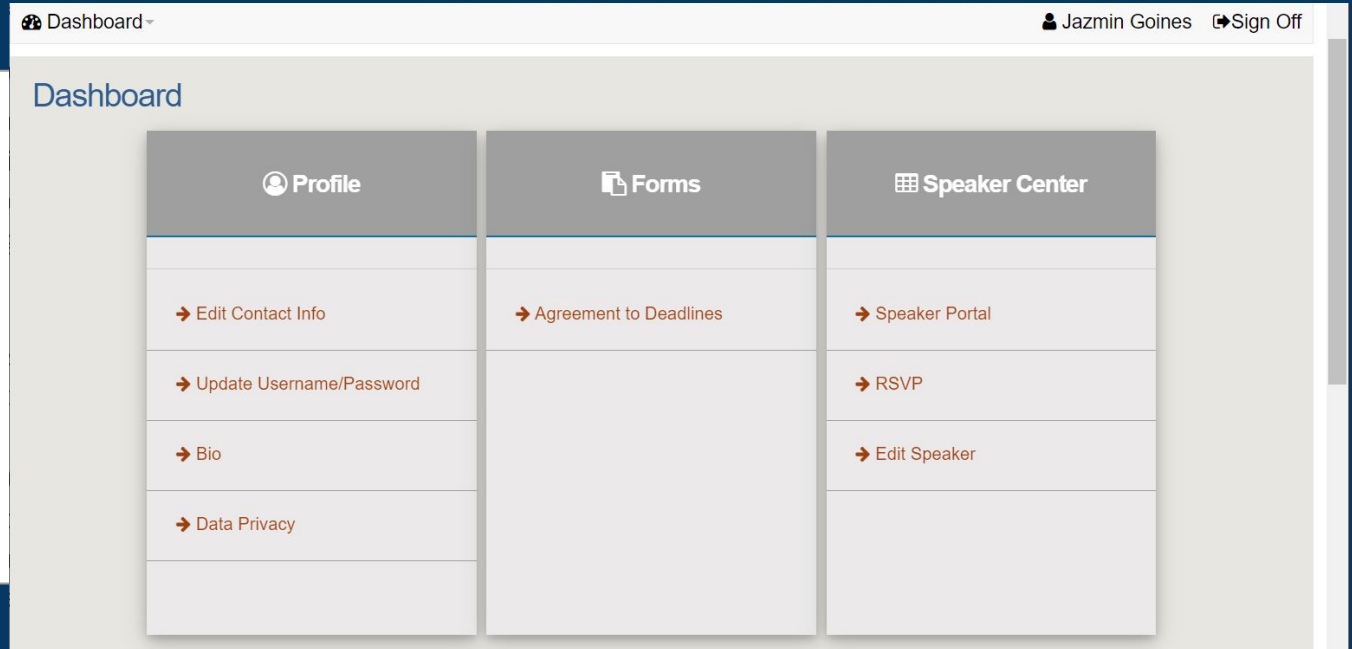 Dashboard
Jazmin Goines Sign Off
Dashboard
Profile
Edit Contact Info
Update Username/Password
Bio
Data Privacy
Forms
Agreement to Deadlines
Speaker Center
Speaker Portal
RSVP
Edit Speaker